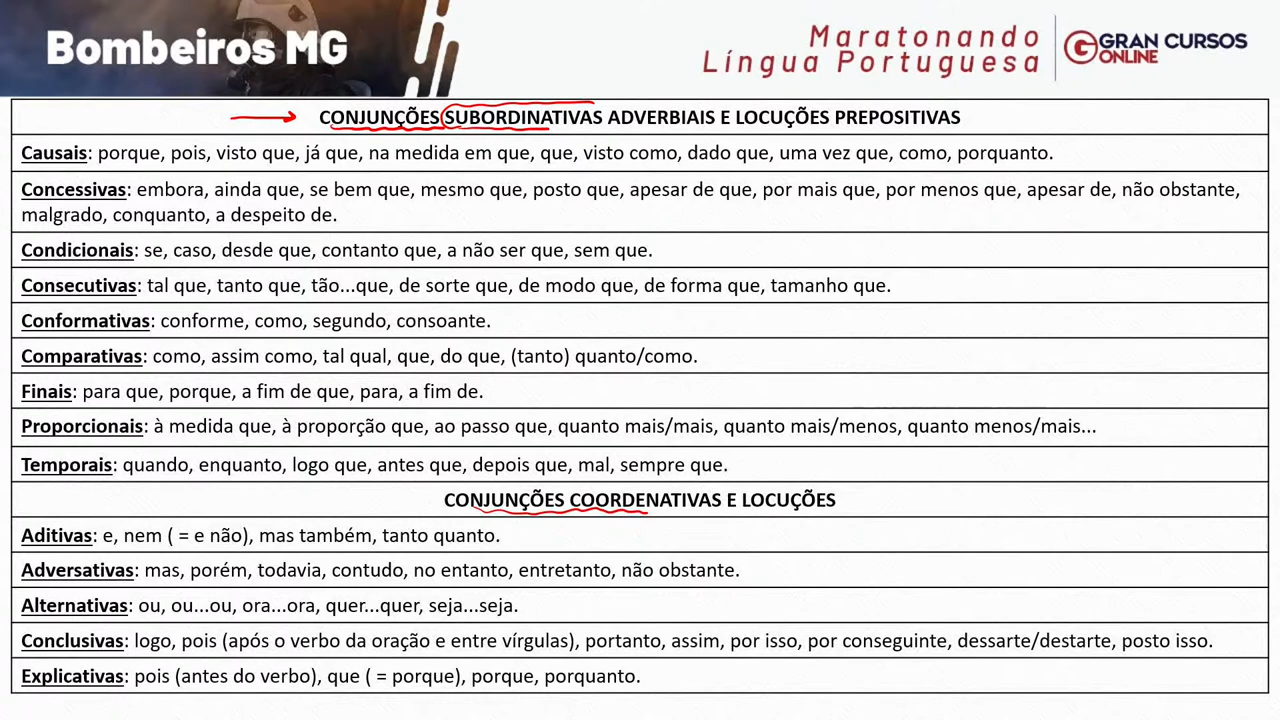 Bombeiros MG
Maratonando
Língua Portuguesa
GRAN CURSOS
ONLINE
CONJUNÇÕES SUBORDINATIVAS ADVERBIAIS E LOCUÇÕES PREPOSITIVAS
Causais: porque, pois, visto que, já que, na medida em que, que, visto como, dado que, uma vez que, como, porquanto.
Concessivas: embora, ainda que, se bem que, mesmo que, posto que, apesar de que, por mais que, por menos que, apesar de, não obstante,
malgrado, conquanto, a despeito de.
Condicionais: se, caso, desde que, contanto que, a não ser que, sem que.
Consecutivas: tal que, tanto que, tão...que, de sorte que, de modo que, de forma que, tamanho que.
Conformativas: conforme, como, segundo, consoante.
Comparativas: como, assim como, tal qual, que, do que, (tanto) quanto/como.
Finais: para que, porque, a fim de que, para, a fim de.
Proporcionais: à medida que, à proporção que, ao passo que, quanto mais/mais, quanto mais/menos, quanto menos/mais...
Temporais: quando, enquanto, logo que, antes que, depois que, mal, sempre que.
CONJUNÇÕES COORDENATIVAS E LOCUÇÕES
Aditivas: e, nem ( = e não), mas também, tanto quanto.
Adversativas: mas, porém, todavia, contudo, no entanto, entretanto, não obstante.
Alternativas: ou, ou...ou, ora...ora, quer...quer, seja...seja.
Conclusivas: logo, pois (após o verbo da oração e entre vírgulas), portanto, assim, por isso, por conseguinte, dessarte/destarte, posto isso.
Explicativas: pois (antes do verbo), que ( = porque), porque, porquanto.